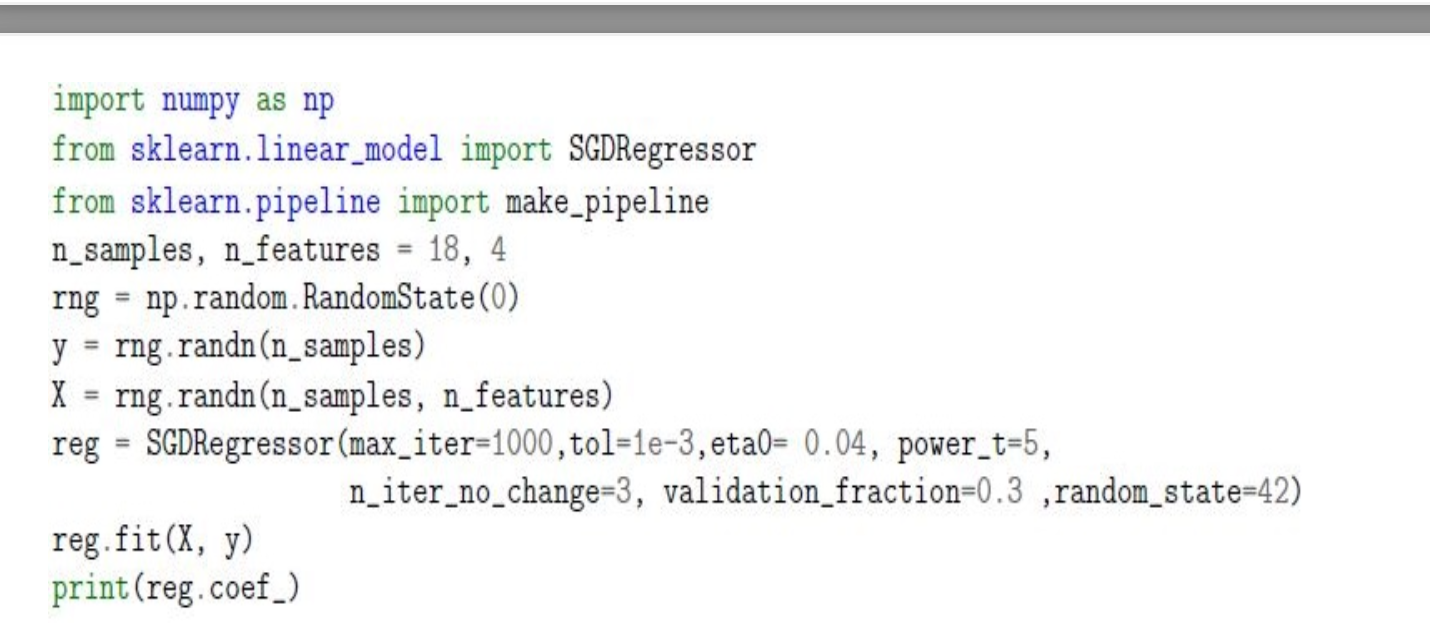 import numpy as np
from sklearn.linear_model import SGDRegressor
from sklearn.pipeline import make_pipeline
n_samples, n_features = 18, 4
rng = np.random.RandomState(0)
y = rng.randn(n_samples)
X = rng.randn(n_samples, n_features)
reg = SGDRegressor(max_iter=1000,tol=1e-3,eta0= 0.04, power_t=5,
n_iter_no_change=3, validation_fraction=0.3 ,random_state=42)
reg.fit(X, y)
print(reg.coef_)